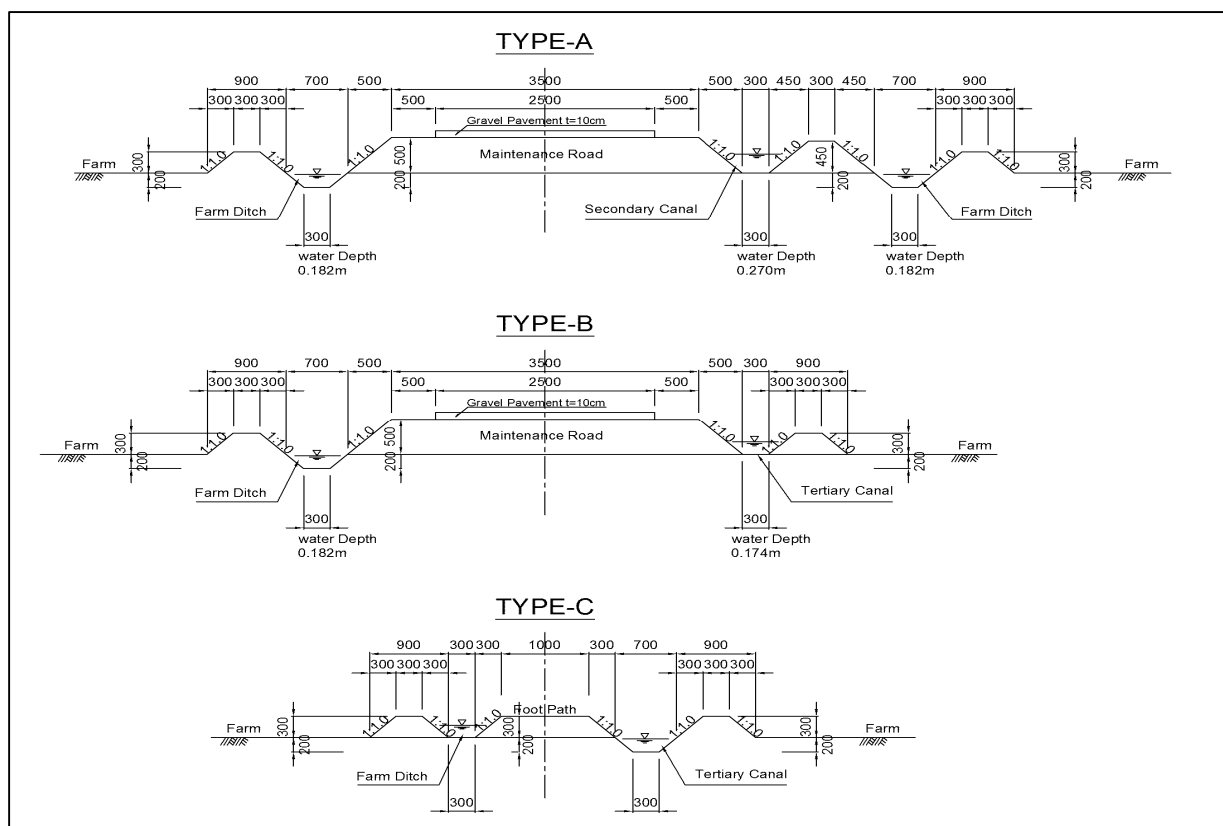 TYPE-A
900 700 500 3500 500 300 450 300 450 700 900
300 300 300 500 2500 500 300 300 300
Gravel Pavement t=10cm
Maintenance Road
Farm 300 200 1:1.0 1:1.0 1:1.0 500 200 1:1.0 1:1.0 450 200 1:1.0 1:1.0 1:1.0 300 200 Farm
Farm Ditch Secondary Canal Farm Ditch
300 300 300
water Depth water Depth water Depth
0.182m 0.270m 0.182m
TYPE-B
900 700 500 3500 500 300 900
300 300 300 500 2500 500 300 300 300
Gravel Pavement t=10cm
Maintenance Road
Farm 300 200 1:1.0 1:1.0 1:1.0 500 200 1:1.0 1:1.0 1:1.0 300 200 Farm
Farm Ditch Tertiary Canal
300 300
water Depth water Depth
0.182m 0.174m
TYPE-C
900 300 300 1000 300 700 900
300 300 300 300 300 300
Foot Path
Farm 300 200 1:1.0 1:1.0 1:1.0 300 200 1:1.0 1:1.0 1:1.0 300 200 Farm
Farm Ditch Tertiary Canal
300 300